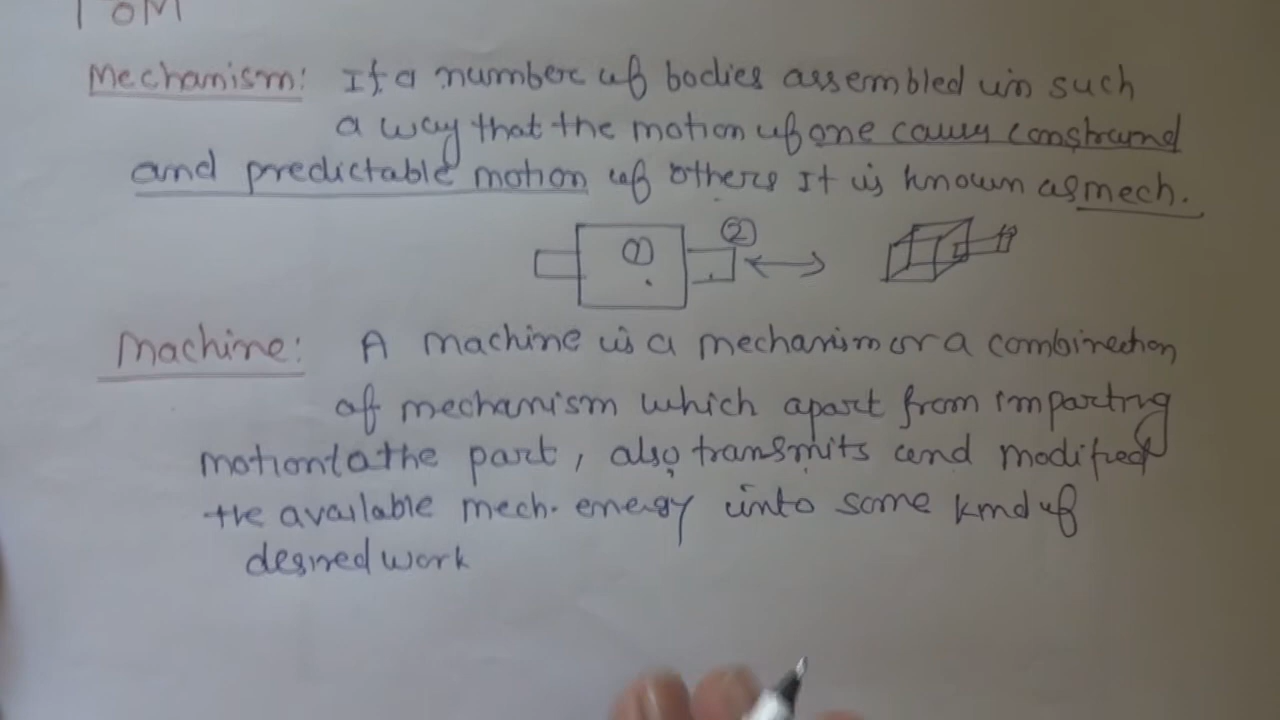 TOM
Mechanism: If a number of bodies assembled in such
a way that the motion of one causes constrained
and predictable motion of others It is known as mech.
① ②
Machine: A machine is a mechanism or a combination
of mechanism which apart from imparting
motion to the part, also transmits and modified
the available mech. energy into some kind of
desired work